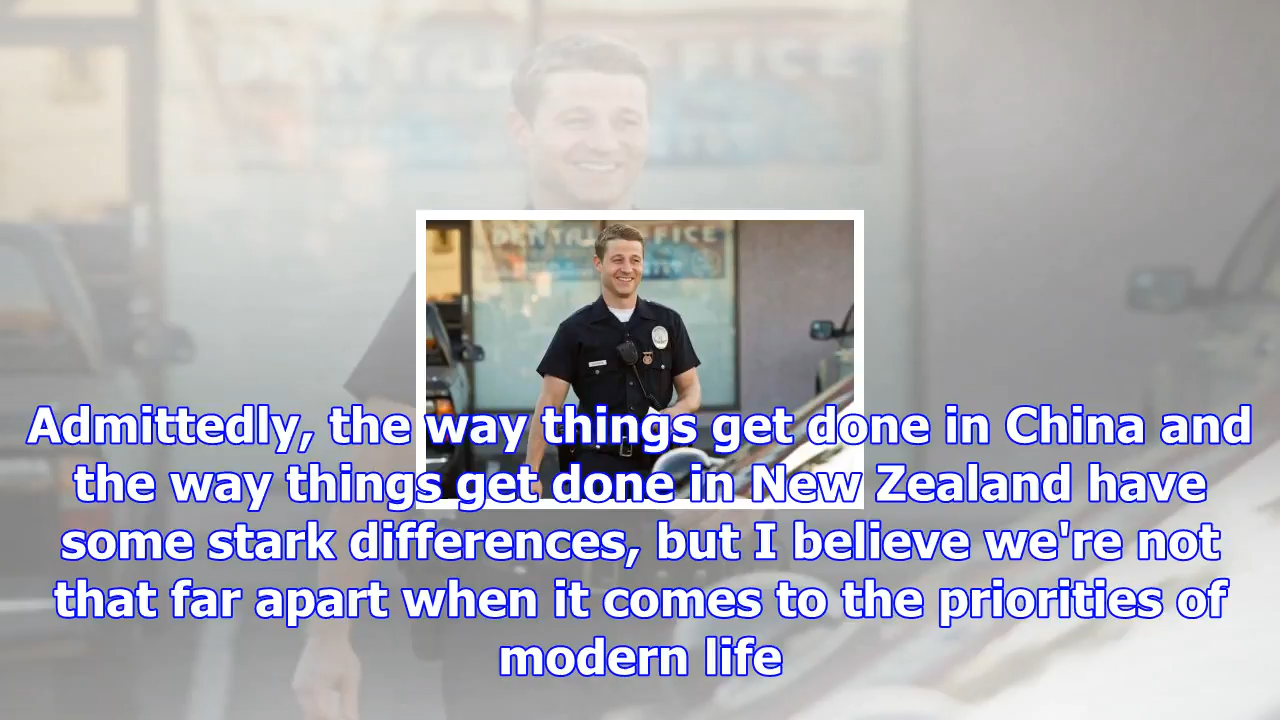 DENTAL OFFICE
Admittedly, the way things get done in China and
the way things get done in New Zealand have
some stark differences, but I believe we're not
that far apart when it comes to the priorities of
modern life